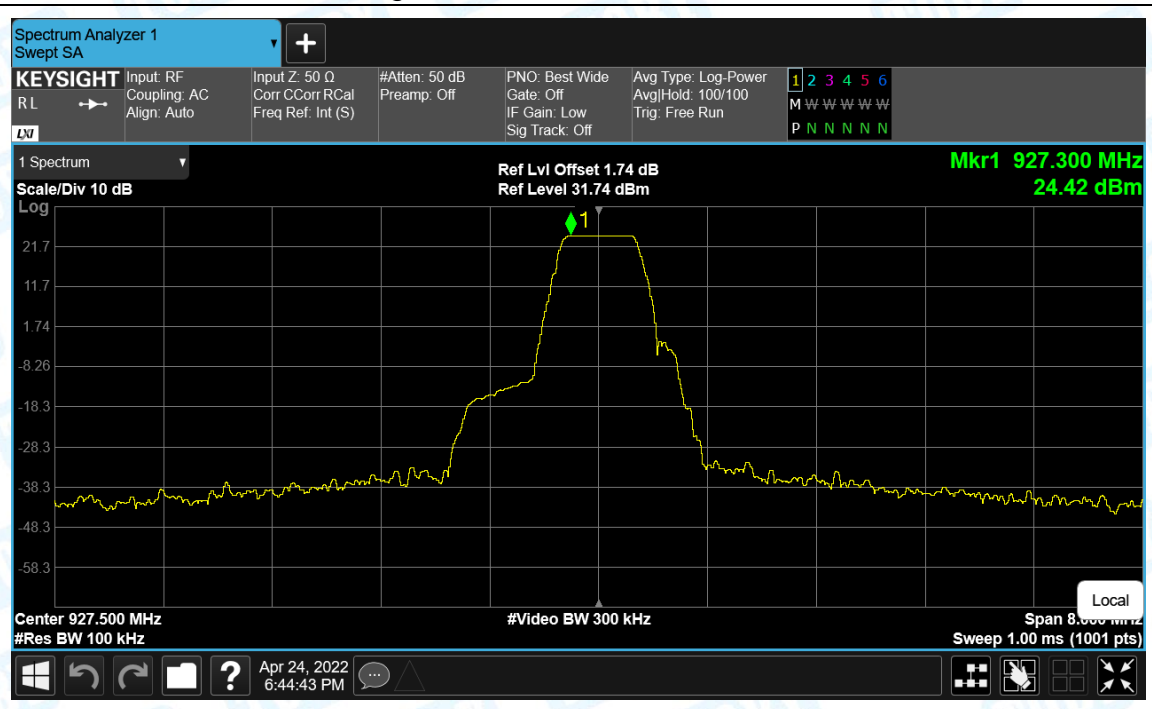 Spectrum Analyzer 1
Swept SA
KEYSIGHT
RL
LXI
Input: RF
Coupling: AC
Align: Auto
Input Z: 50 Ω
Corr CCorr RCal
Freq Ref: Int (S)
#Atten: 50 dB
Preamp: Off
PNO: Best Wide
Gate: Off
IF Gain: Low
Sig Track: Off
Avg Type: Log-Power
Avg|Hold: 100/100
Trig: Free Run
1 2 3 4 5 6
M W W W W W
P N N N N N
1 Spectrum
Scale/Div 10 dB
Log
Ref Lvl Offset 1.74 dB
Ref Level 31.74 dBm
Mkr1 927.300 MHz
24.42 dBm
1
21.7
11.7
1.74
-8.26
-18.3
-28.3
-38.3
-48.3
-58.3
Local
Center 927.500 MHz
#Video BW 300 kHz
Span 8.000 MHz
#Res BW 100 kHz
Sweep 1.00 ms (1001 pts)
Apr 24, 2022
6:44:43 PM